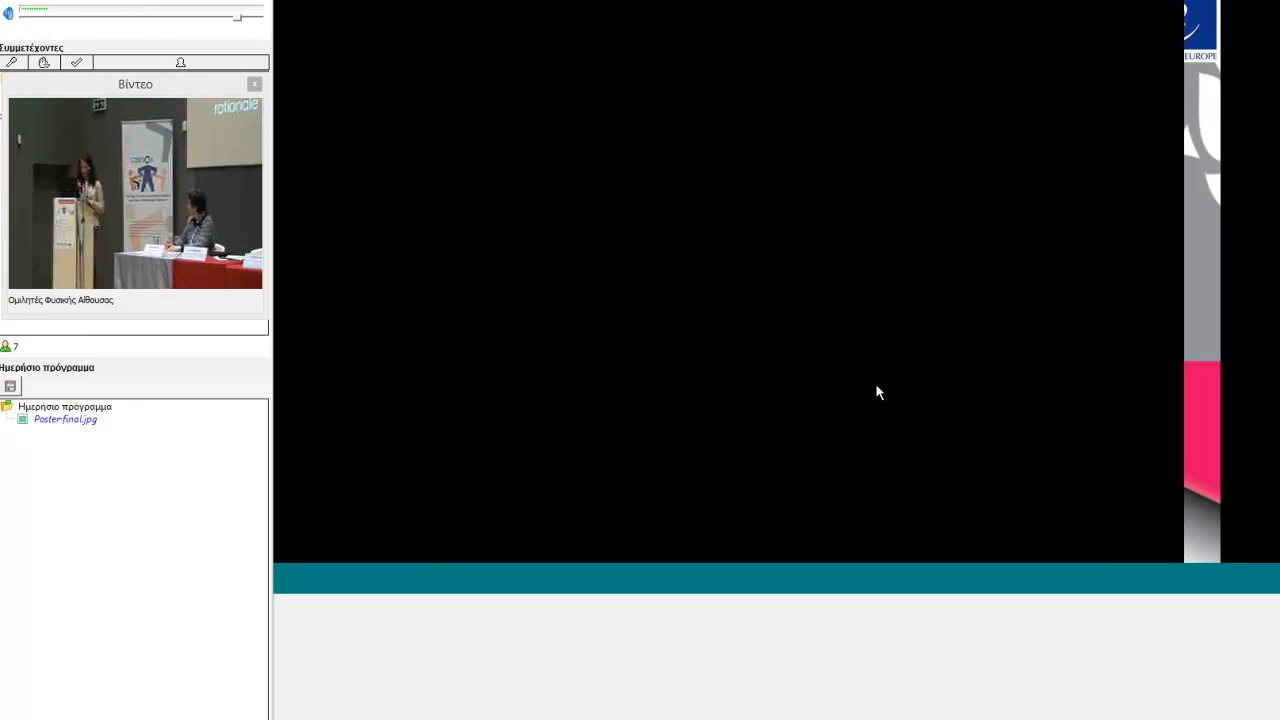 Συμμετέχοντες
Βίντεο
x
rationale
Ομιλητές Φυσικής Αίθουσας
7
Ημερήσιο πρόγραμμα
Ημερήσιο πρόγραμμα
Poster final.jpg
EUROPE